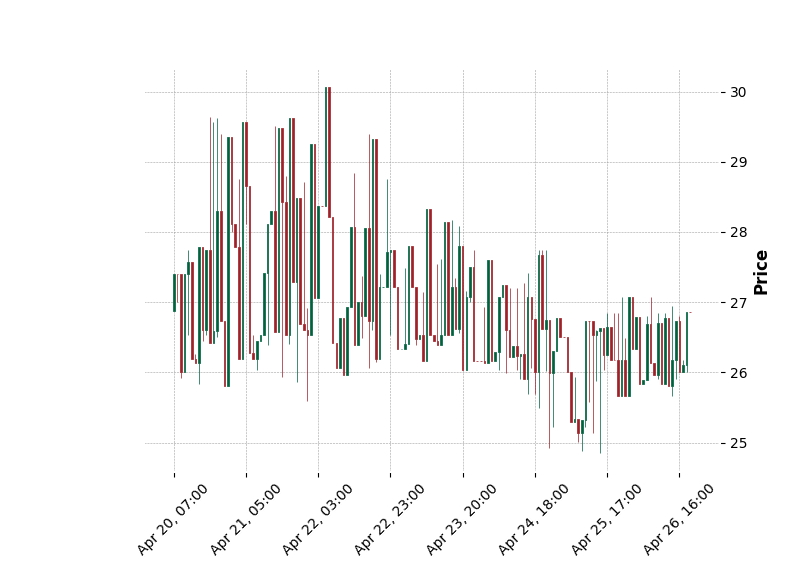 30
29
28
27
26
25
Price
Apr 20, 07:00
Apr 21, 05:00
Apr 22, 03:00
Apr 22, 23:00
Apr 23, 20:00
Apr 24, 18:00
Apr 25, 17:00
Apr 26, 16:00